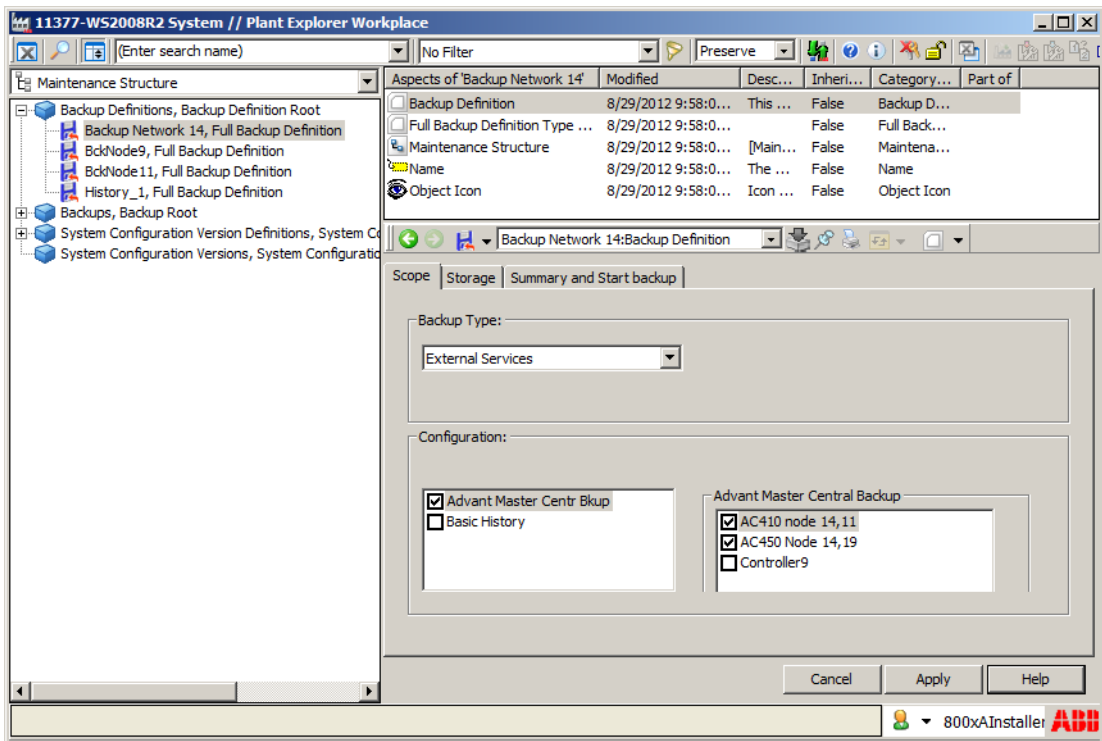 11377-WS2008R2 System // Plant Explorer Workplace
(Enter search name) No Filter Preserve
Maintenance Structure
Backup Definitions, Backup Definition Root
Backup Network 14, Full Backup Definition
BckNode9, Full Backup Definition
BckNode11, Full Backup Definition
History_1, Full Backup Definition
Backups, Backup Root
System Configuration Version Definitions, System Co
System Configuration Versions, System Configuratio
Aspects of 'Backup Network 14' Modified Desc... Inheri... Category... Part of
Backup Definition 8/29/2012 9:58:0... This ... False Backup D...
Full Backup Definition Type ... 8/29/2012 9:58:0... False Full Back...
Maintenance Structure 8/29/2012 9:58:0... [Main... False Maintena...
Name 8/29/2012 9:58:0... The ... False Name
Object Icon 8/29/2012 9:58:0... Icon ... False Object Icon
Backup Network 14:Backup Definition
Scope Storage Summary and Start backup
Backup Type:
External Services
Configuration:
Advant Master Centr Bkup
Basic History
Advant Master Central Backup
AC410 node 14,11
AC450 Node 14,19
Controller9
Cancel Apply Help
800xAInstaller ABB